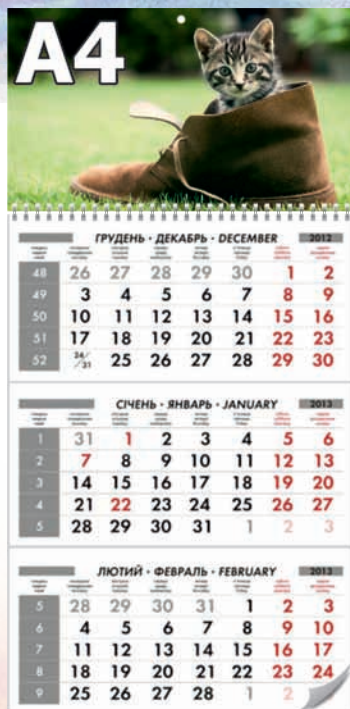 A4
ГРУДЕНЬ · ДЕКАБРЬ · DECEMBER 2012
48 26 27 28 29 30 1 2
49 3 4 5 6 7 8 9
50 10 11 12 13 14 15 16
51 17 18 19 20 21 22 23
52 24/31 25 26 27 28 29 30
СІЧЕНЬ · ЯНВАРЬ · JANUARY 2013
1 31 1 2 3 4 5 6
2 7 8 9 10 11 12 13
3 14 15 16 17 18 19 20
4 21 22 23 24 25 26 27
5 28 29 30 31 1 2 3
ЛЮТИЙ · ФЕВРАЛЬ · FEBRUARY 2013
5 28 29 30 31 1 2 3
6 4 5 6 7 8 9 10
7 11 12 13 14 15 16 17
8 18 19 20 21 22 23 24
9 25 26 27 28 1 2